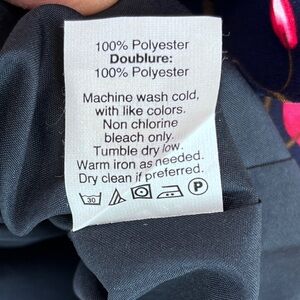 100% Polyester
Doublure:
100% Polyester
Machine wash cold,
with like colors.
Non chlorine
bleach only.
Tumble dry low.
Warm iron as needed.
Dry clean if preferred.
30 P